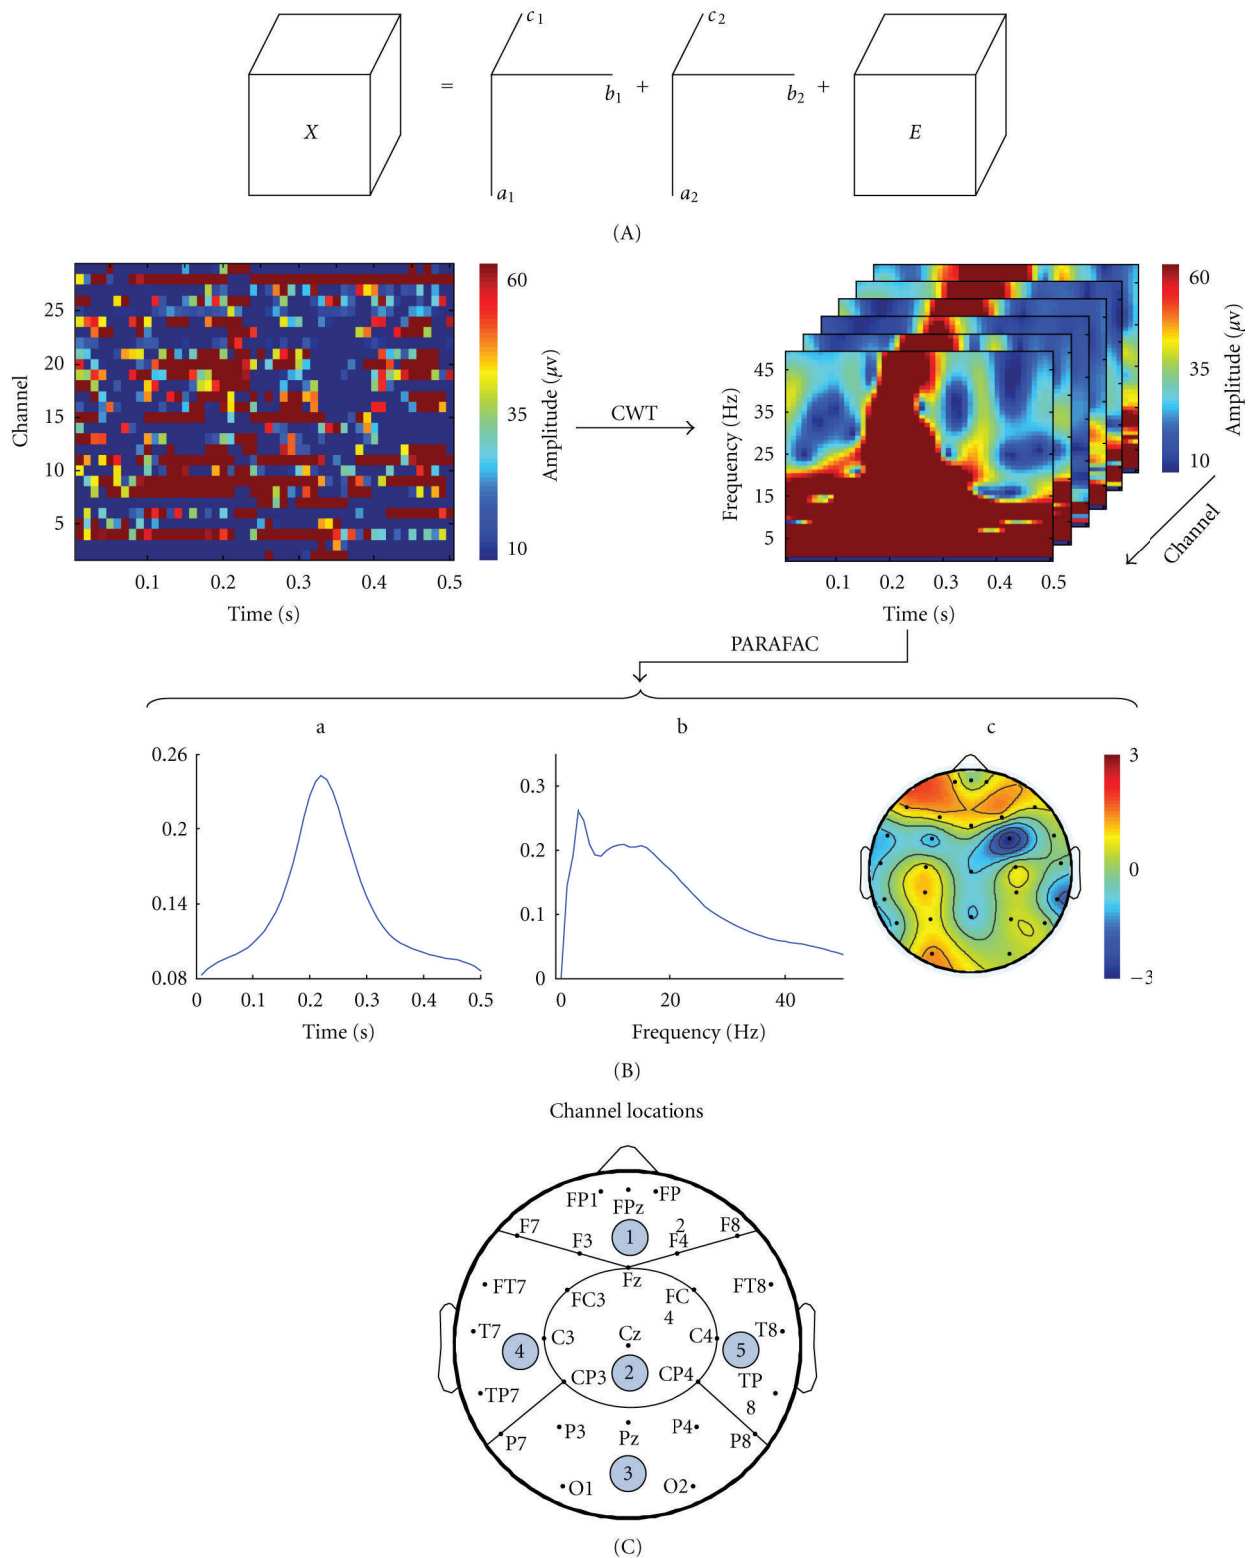 c1 c2
X = b1 + b2 + E
a1 a2
(A)
Channel
25
20
15
10
5
0.1 0.2 0.3 0.4 0.5
Time (s)
60
35
10
Amplitude (μv)
CWT
Frequency (Hz)
45
35
25
15
5
0.1 0.2 0.3 0.4 0.5
Time (s)
Channel
60
35
10
Amplitude (μv)
PARAFAC
a b c
0.26
0.2
0.14
0.08
0 0.1 0.2 0.3 0.4 0.5
Time (s)
0.3
0.2
0.1
0
0 20 40
Frequency (Hz)
3
0
−3
(B)
Channel locations
FP1 FPz FP
2
F7 F3 1 F4 F8
Fz
FT7 FC3 FC
4 FT8
T7 C3 Cz C4 T8
4 2 5
TP7 CP3 CP4 TP
8
P7 P3 Pz P4 P8
O1 3 O2
(C)